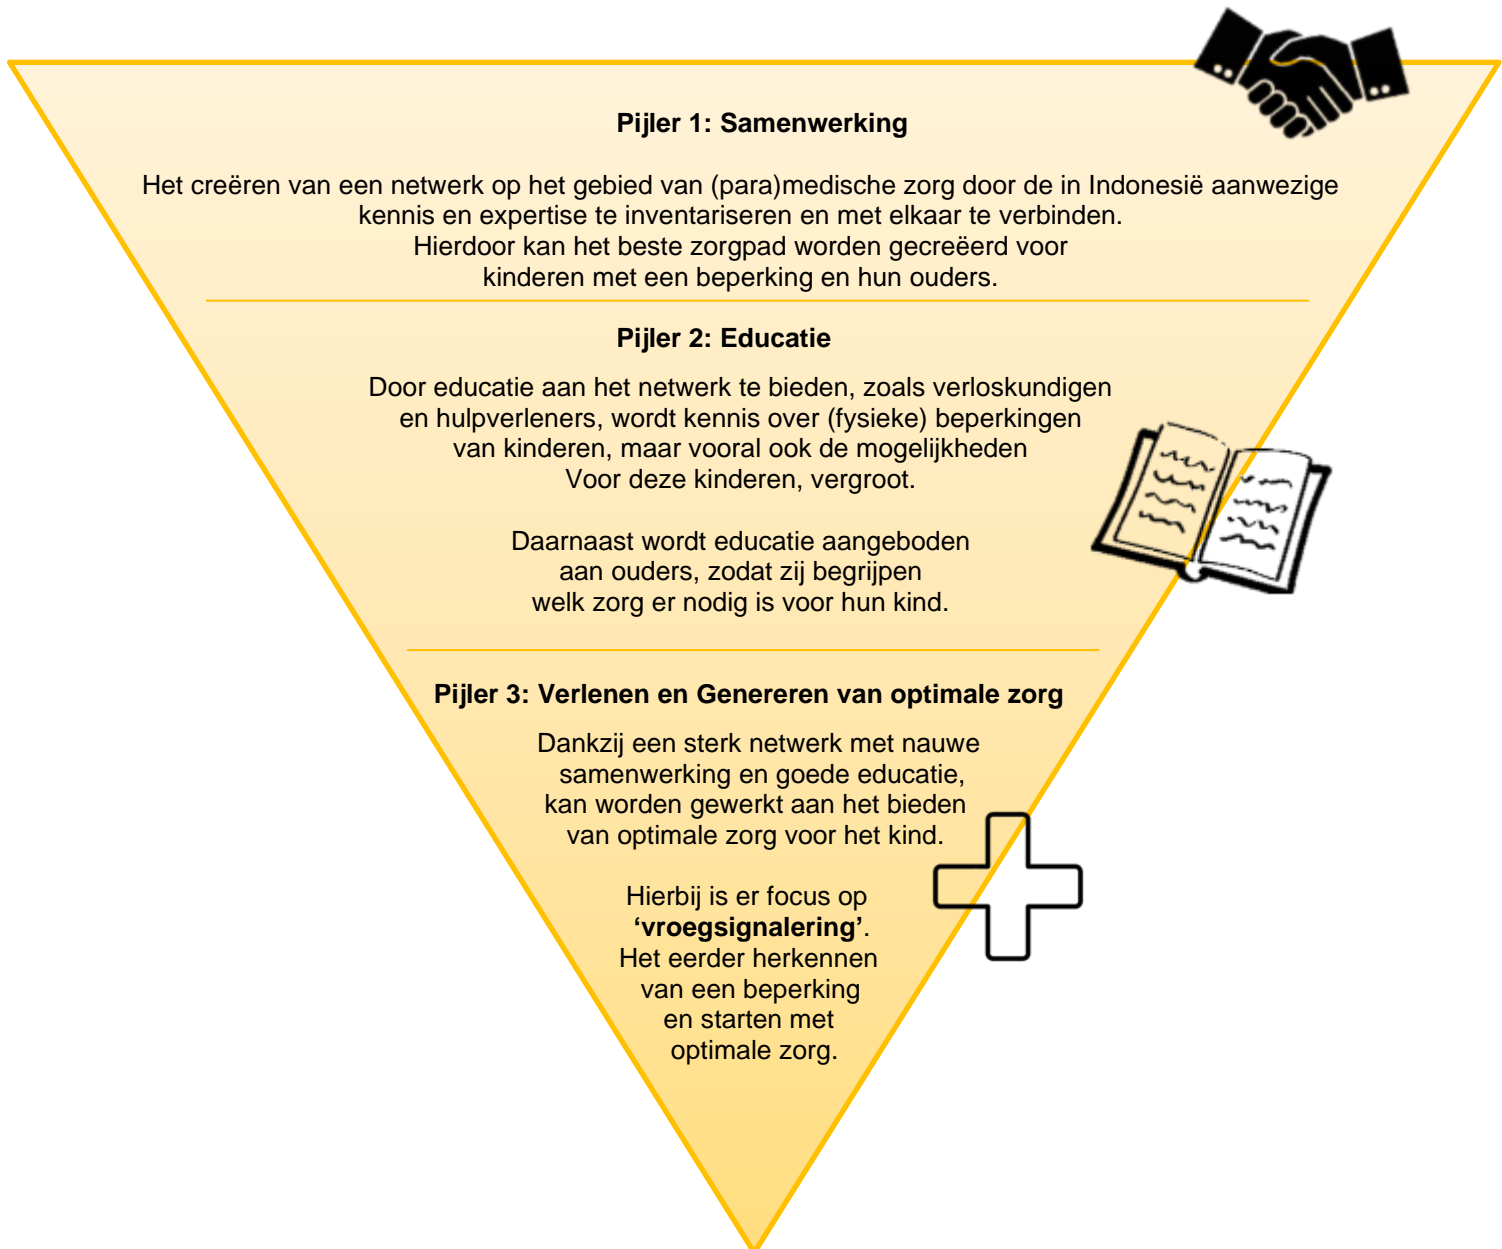 Pijler 1: Samenwerking
Het creëren van een netwerk op het gebied van (para)medische zorg door de in Indonesië aanwezige
kennis en expertise te inventariseren en met elkaar te verbinden.
Hierdoor kan het beste zorgpad worden gecreëerd voor
kinderen met een beperking en hun ouders.
Pijler 2: Educatie
Door educatie aan het netwerk te bieden, zoals verloskundigen
en hulpverleners, wordt kennis over (fysieke) beperkingen
van kinderen, maar vooral ook de mogelijkheden
Voor deze kinderen, vergroot.
Daarnaast wordt educatie aangeboden
aan ouders, zodat zij begrijpen
welk zorg er nodig is voor hun kind.
Pijler 3: Verlenen en Genereren van optimale zorg
Dankzij een sterk netwerk met nauwe
samenwerking en goede educatie,
kan worden gewerkt aan het bieden
van optimale zorg voor het kind.
Hierbij is er focus op
‘vroegsignalering’.
Het eerder herkennen
van een beperking
en starten met
optimale zorg.